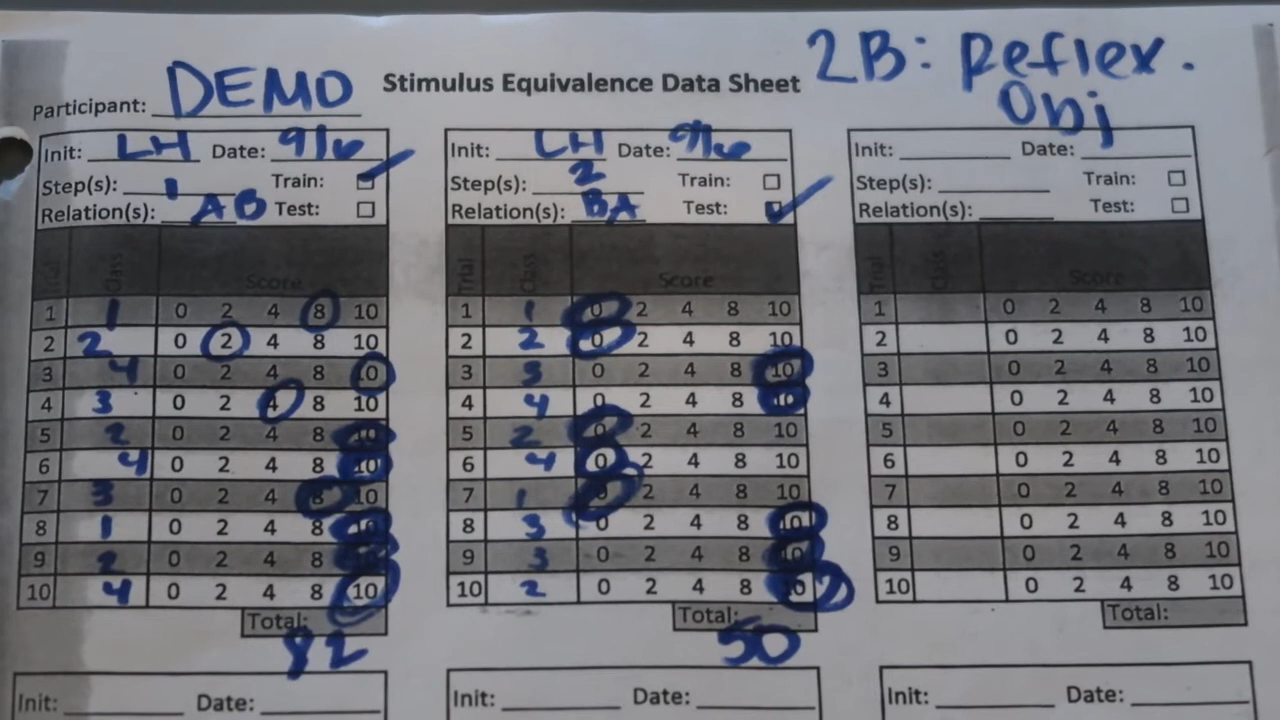 2B: Reflex.
Obj
Stimulus Equivalence Data Sheet
Participant: DEMO
Init: LH Date: 9/6
Step(s): 1 Train:
Relation(s): AB Test:
Trial Class Score
1 1 0 2 4 8 10
2 2 0 2 4 8 10
3 4 0 2 4 8 10
4 3 0 2 4 8 10
5 2 0 2 4 8 10
6 4 0 2 4 8 10
7 3 0 2 4 8 10
8 1 0 2 4 8 10
9 2 0 2 4 8 10
10 4 0 2 4 8 10
Total:
82
Init: LH Date: 9/6
Step(s): 2 Train:
Relation(s): BA Test:
Trial Class Score
1 1 0 2 4 8 10
2 2 0 2 4 8 10
3 3 0 2 4 8 10
4 4 0 2 4 8 10
5 2 0 2 4 8 10
6 4 0 2 4 8 10
7 1 0 2 4 8 10
8 3 0 2 4 8 10
9 3 0 2 4 8 10
10 2 0 2 4 8 10
Total:
50
Init: Date:
Step(s): Train:
Relation(s): Test:
Trial Class Score
1 0 2 4 8 10
2 0 2 4 8 10
3 0 2 4 8 10
4 0 2 4 8 10
5 0 2 4 8 10
6 0 2 4 8 10
7 0 2 4 8 10
8 0 2 4 8 10
9 0 2 4 8 10
10 0 2 4 8 10
Total:
Init: Date:
Init: Date:
Init: Date: